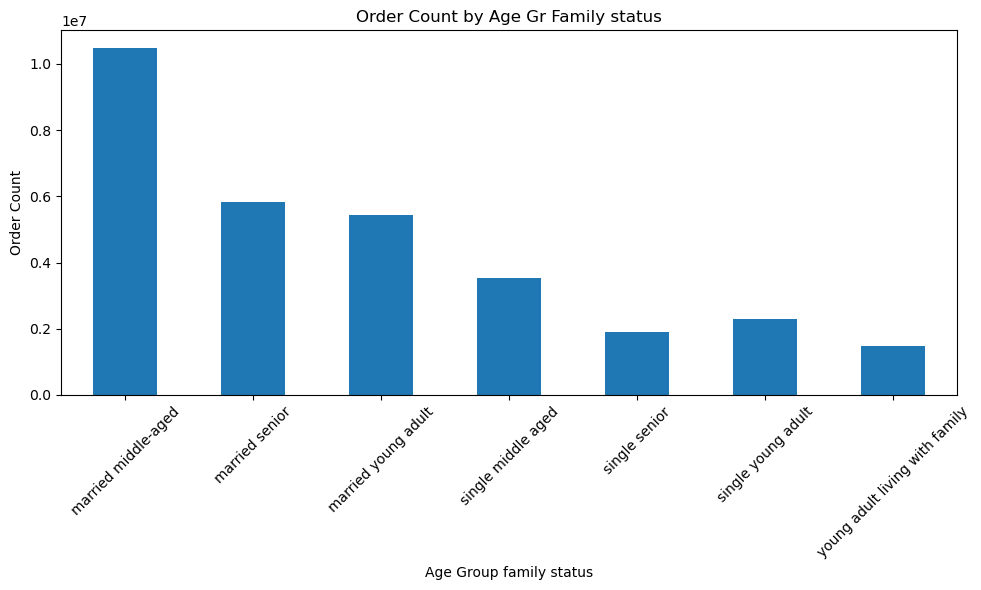 Order Count by Age Gr Family status
1e7
1.0
0.8
0.6
0.4
0.2
0.0
Order Count
married middle-aged
married senior
married young adult
single middle aged
single senior
single young adult
young adult living with family
Age Group family status